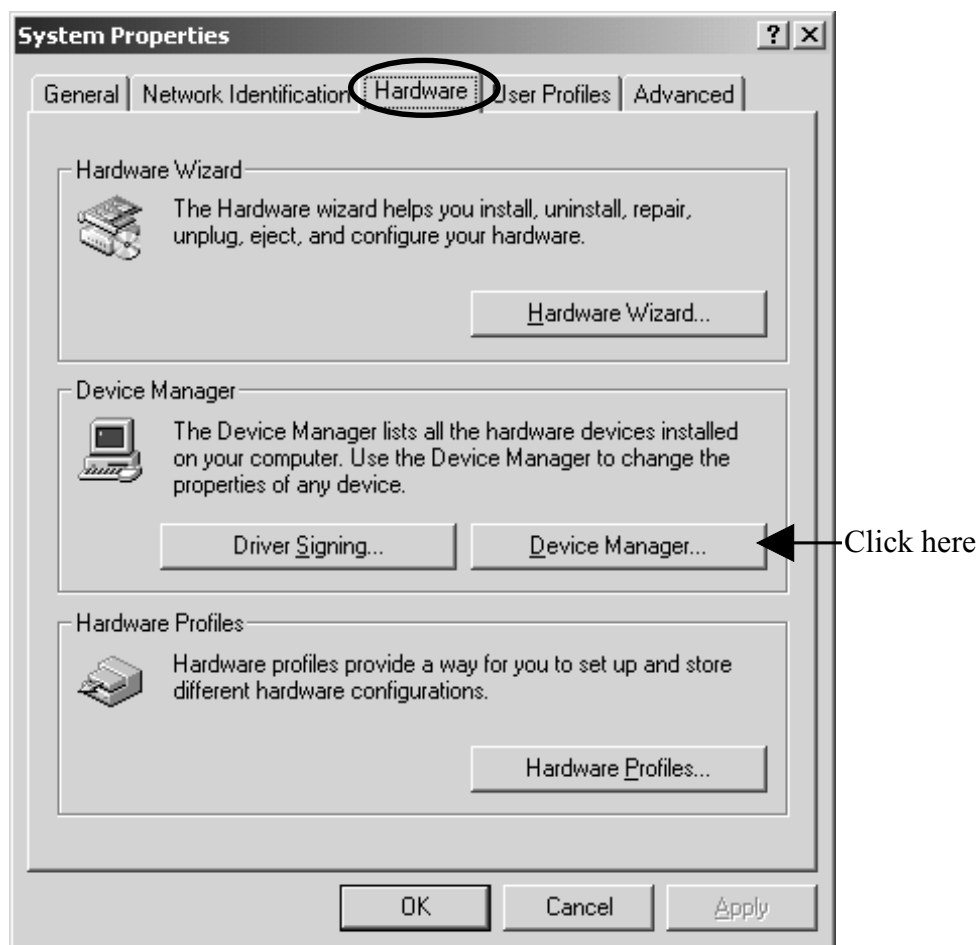 System Properties
General Network Identification Hardware User Profiles Advanced
Hardware Wizard
The Hardware wizard helps you install, uninstall, repair,
unplug, eject, and configure your hardware.
Hardware Wizard...
Device Manager
The Device Manager lists all the hardware devices installed
on your computer. Use the Device Manager to change the
properties of any device.
Driver Signing... Device Manager... Click here
Hardware Profiles
Hardware profiles provide a way for you to set up and store
different hardware configurations.
Hardware Profiles...
OK Cancel Apply